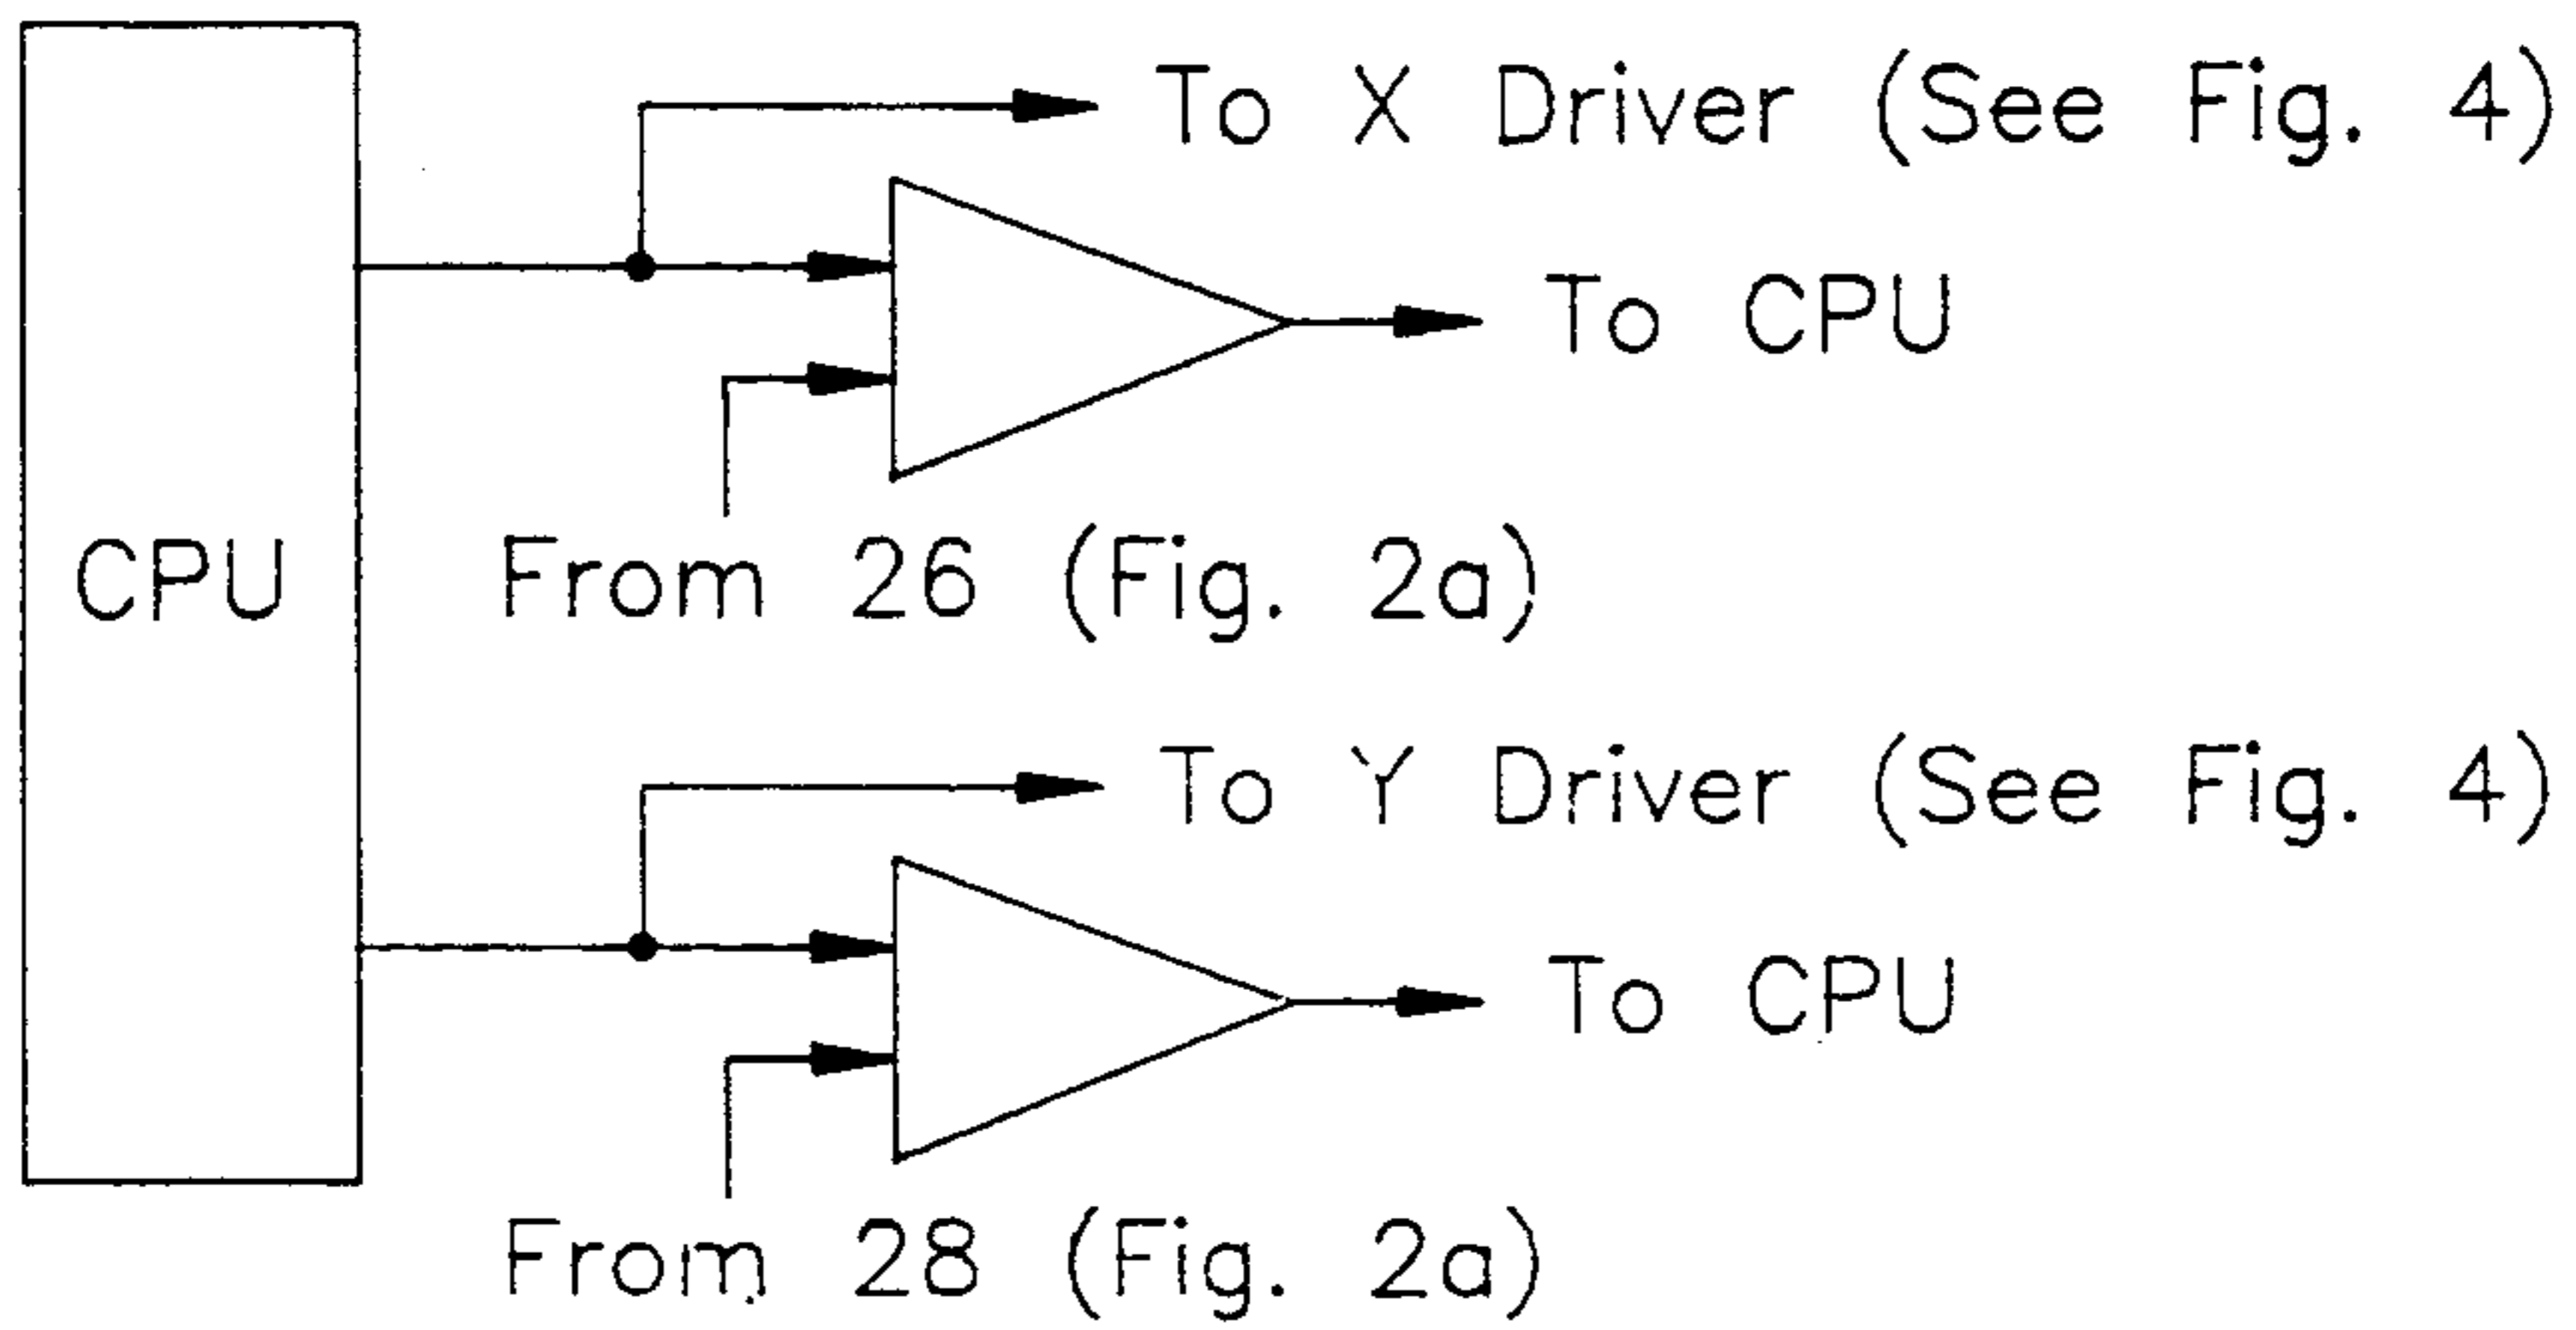 To X Driver (See Fig. 4)
To CPU
From 26 (Fig. 2a)
CPU
To Y Driver (See Fig. 4)
To CPU
From 28 (Fig. 2a)